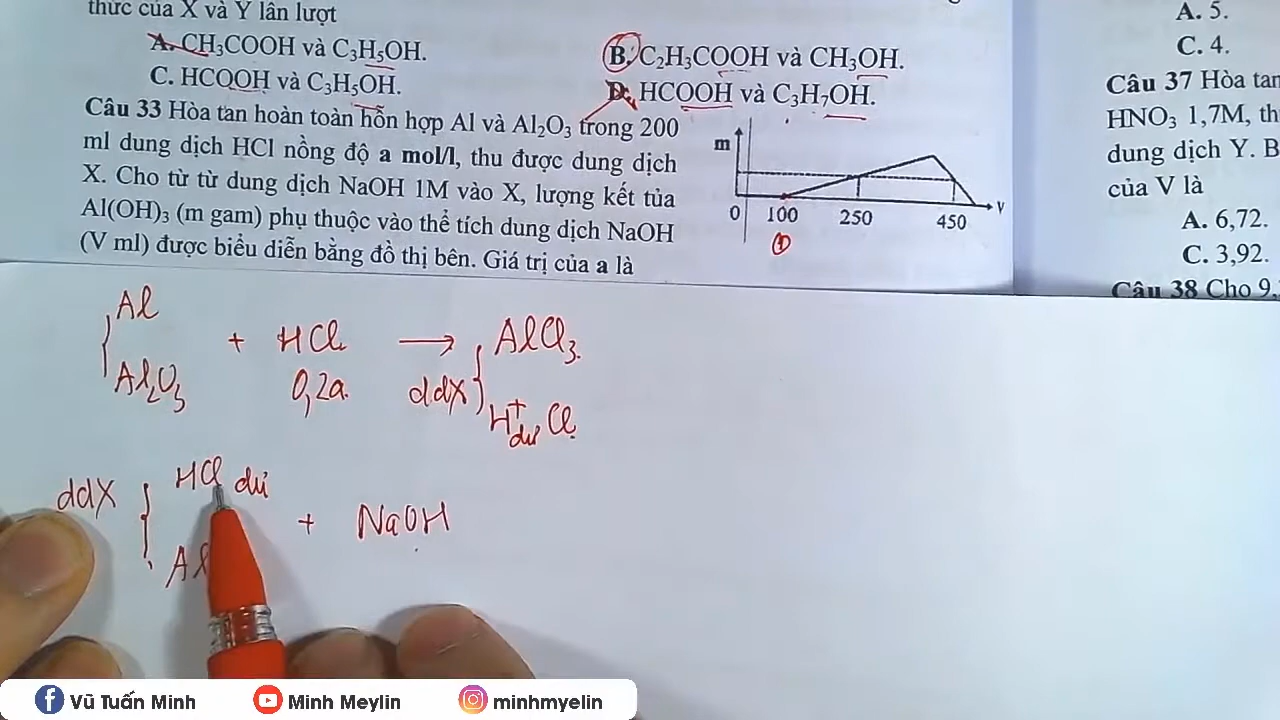 thức của X và Y lần lượt
A. CH₃COOH và C₃H₅OH.
B. C₂H₃COOH và CH₃OH.
C. HCOOH và C₃H₅OH.
D. HCOOH và C₃H₇OH.
Câu 33 Hòa tan hoàn toàn hỗn hợp Al và Al₂O₃ trong 200
ml dung dịch HCl nồng độ a mol/l, thu được dung dịch
X. Cho từ từ dung dịch NaOH 1M vào X, lượng kết tủa
Al(OH)₃ (m gam) phụ thuộc vào thể tích dung dịch NaOH
(V ml) được biểu diễn bằng đồ thị bên. Giá trị của a là
m
0 100 250 450 V
1
A. 5.
C. 4.
Câu 37 Hòa tan
HNO₃ 1,7M, th
dung dịch Y. B
của V là
A. 6,72.
C. 3,92.
Câu 38 Cho 9,
Al
+ HCl → AlCl₃
Al₂O₃ 0,2a ddX
H⁺dư Cl
ddX HCl dư
+ NaOH
Al
Vũ Tuấn Minh Minh Meylin minhmyelin